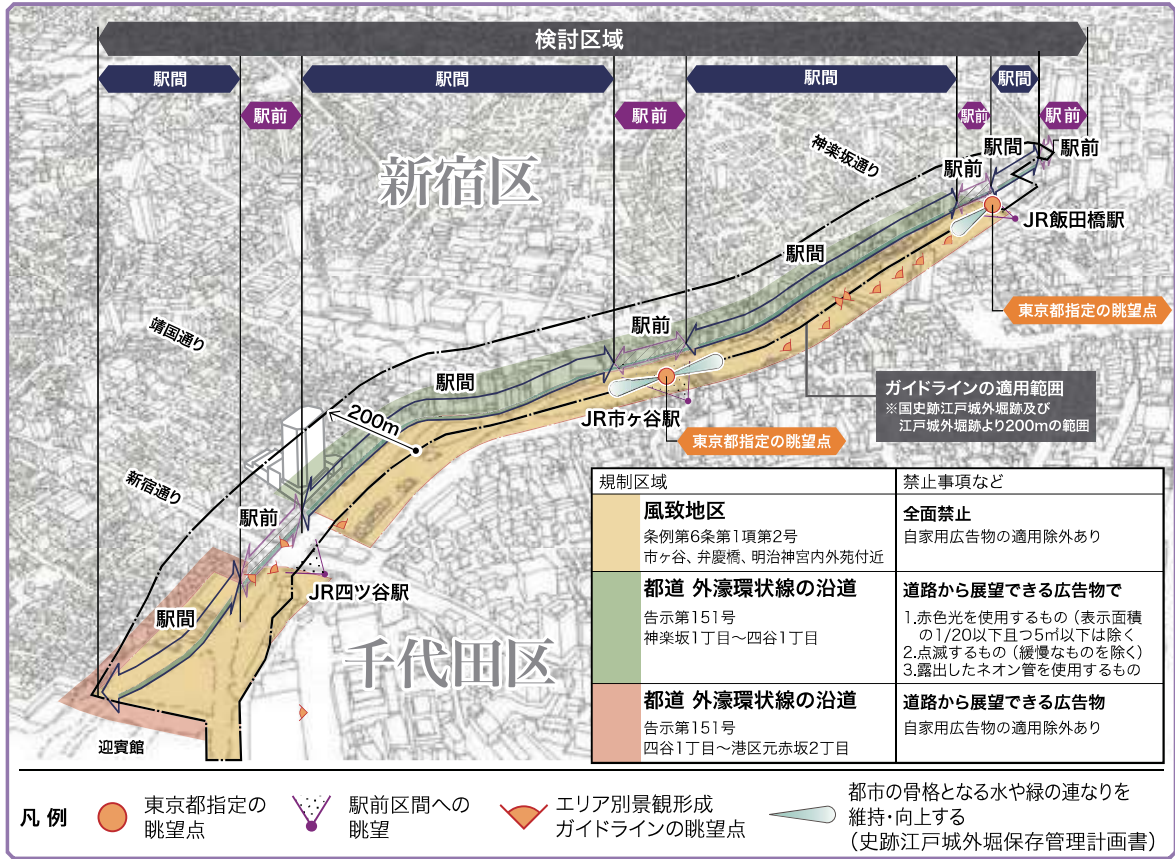 検討区域
駅間
駅間
駅間
駅間
駅前
駅前
駅前
駅前
新宿区
神楽坂通り
駅間
駅前
駅前
JR飯田橋駅
駅間
東京都指定の眺望点
靖国通り
駅前
駅間
ガイドラインの適用範囲
※国史跡江戸城外堀跡及び
江戸城外堀跡より200mの範囲
200m
JR市ヶ谷駅
東京都指定の眺望点
新宿通り
駅前
JR四ツ谷駅
駅間
千代田区
迎賓館
規制区域
禁止事項など
風致地区
条例第6条第1項第2号
市ヶ谷、弁慶橋、明治神宮内外苑付近
全面禁止
自家用広告物の適用除外あり
都道 外濠環状線の沿道
告示第151号
神楽坂1丁目～四谷1丁目
道路から展望できる広告物で
1.赤色光を使用するもの（表示面積
の1/20以下且つ5㎡以下は除く
2.点滅するもの（緩慢なものを除く）
3.露出したネオン管を使用するもの
都道 外濠環状線の沿道
告示第151号
四谷1丁目～港区元赤坂2丁目
道路から展望できる広告物
自家用広告物の適用除外あり
凡例
東京都指定の
眺望点
駅前区間への
眺望
エリア別景観形成
ガイドラインの眺望点
都市の骨格となる水や緑の連なりを
維持・向上する
（史跡江戸城外堀保存管理計画書）